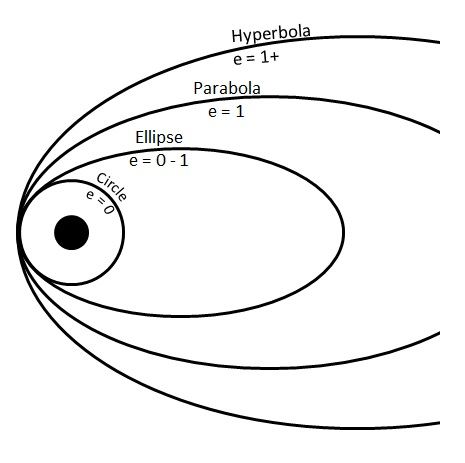 Hyperbola
e = 1+
Parabola
e = 1
Ellipse
e = 0 - 1
Circle
e = 0